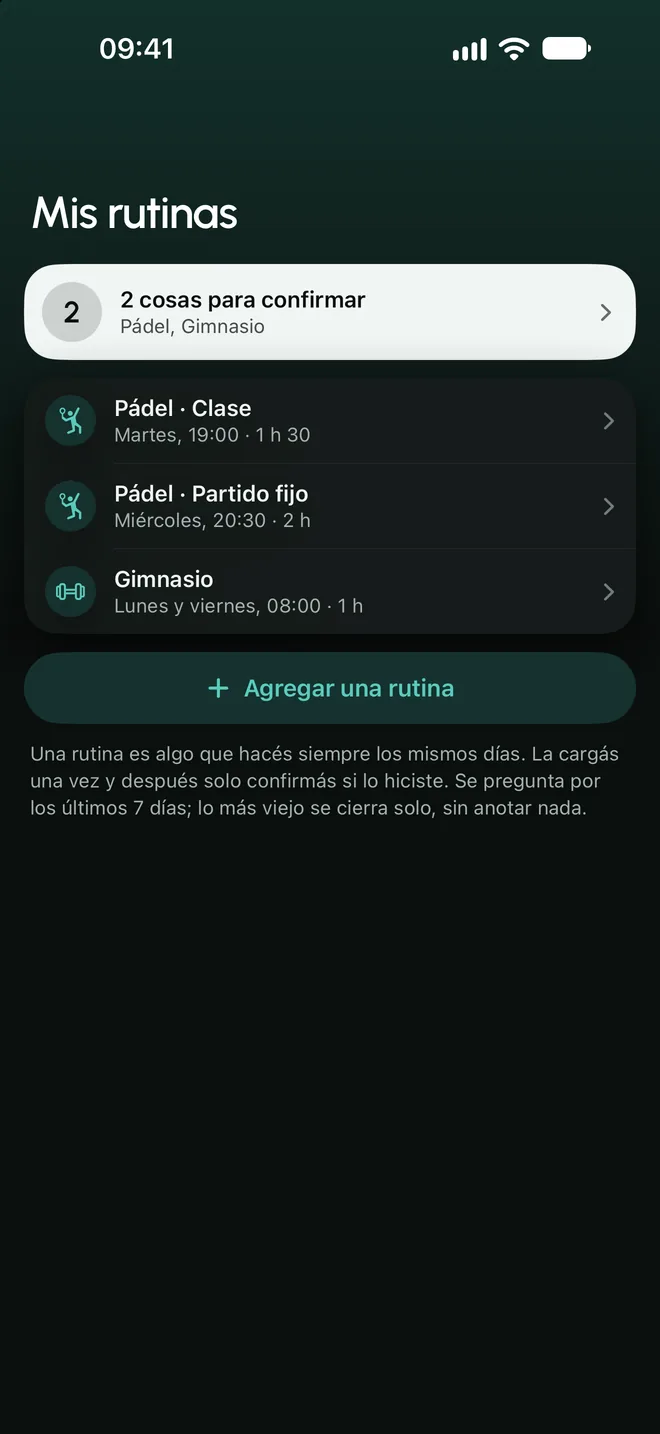 09:41
Mis rutinas
2
2 cosas para confirmar
Pádel, Gimnasio
Pádel · Clase
Martes, 19:00 · 1 h 30
Pádel · Partido fijo
Miércoles, 20:30 · 2 h
Gimnasio
Lunes y viernes, 08:00 · 1 h
+ Agregar una rutina
Una rutina es algo que hacés siempre los mismos días. La cargás
una vez y después solo confirmás si lo hiciste. Se pregunta por
los últimos 7 días; lo más viejo se cierra solo, sin anotar nada.